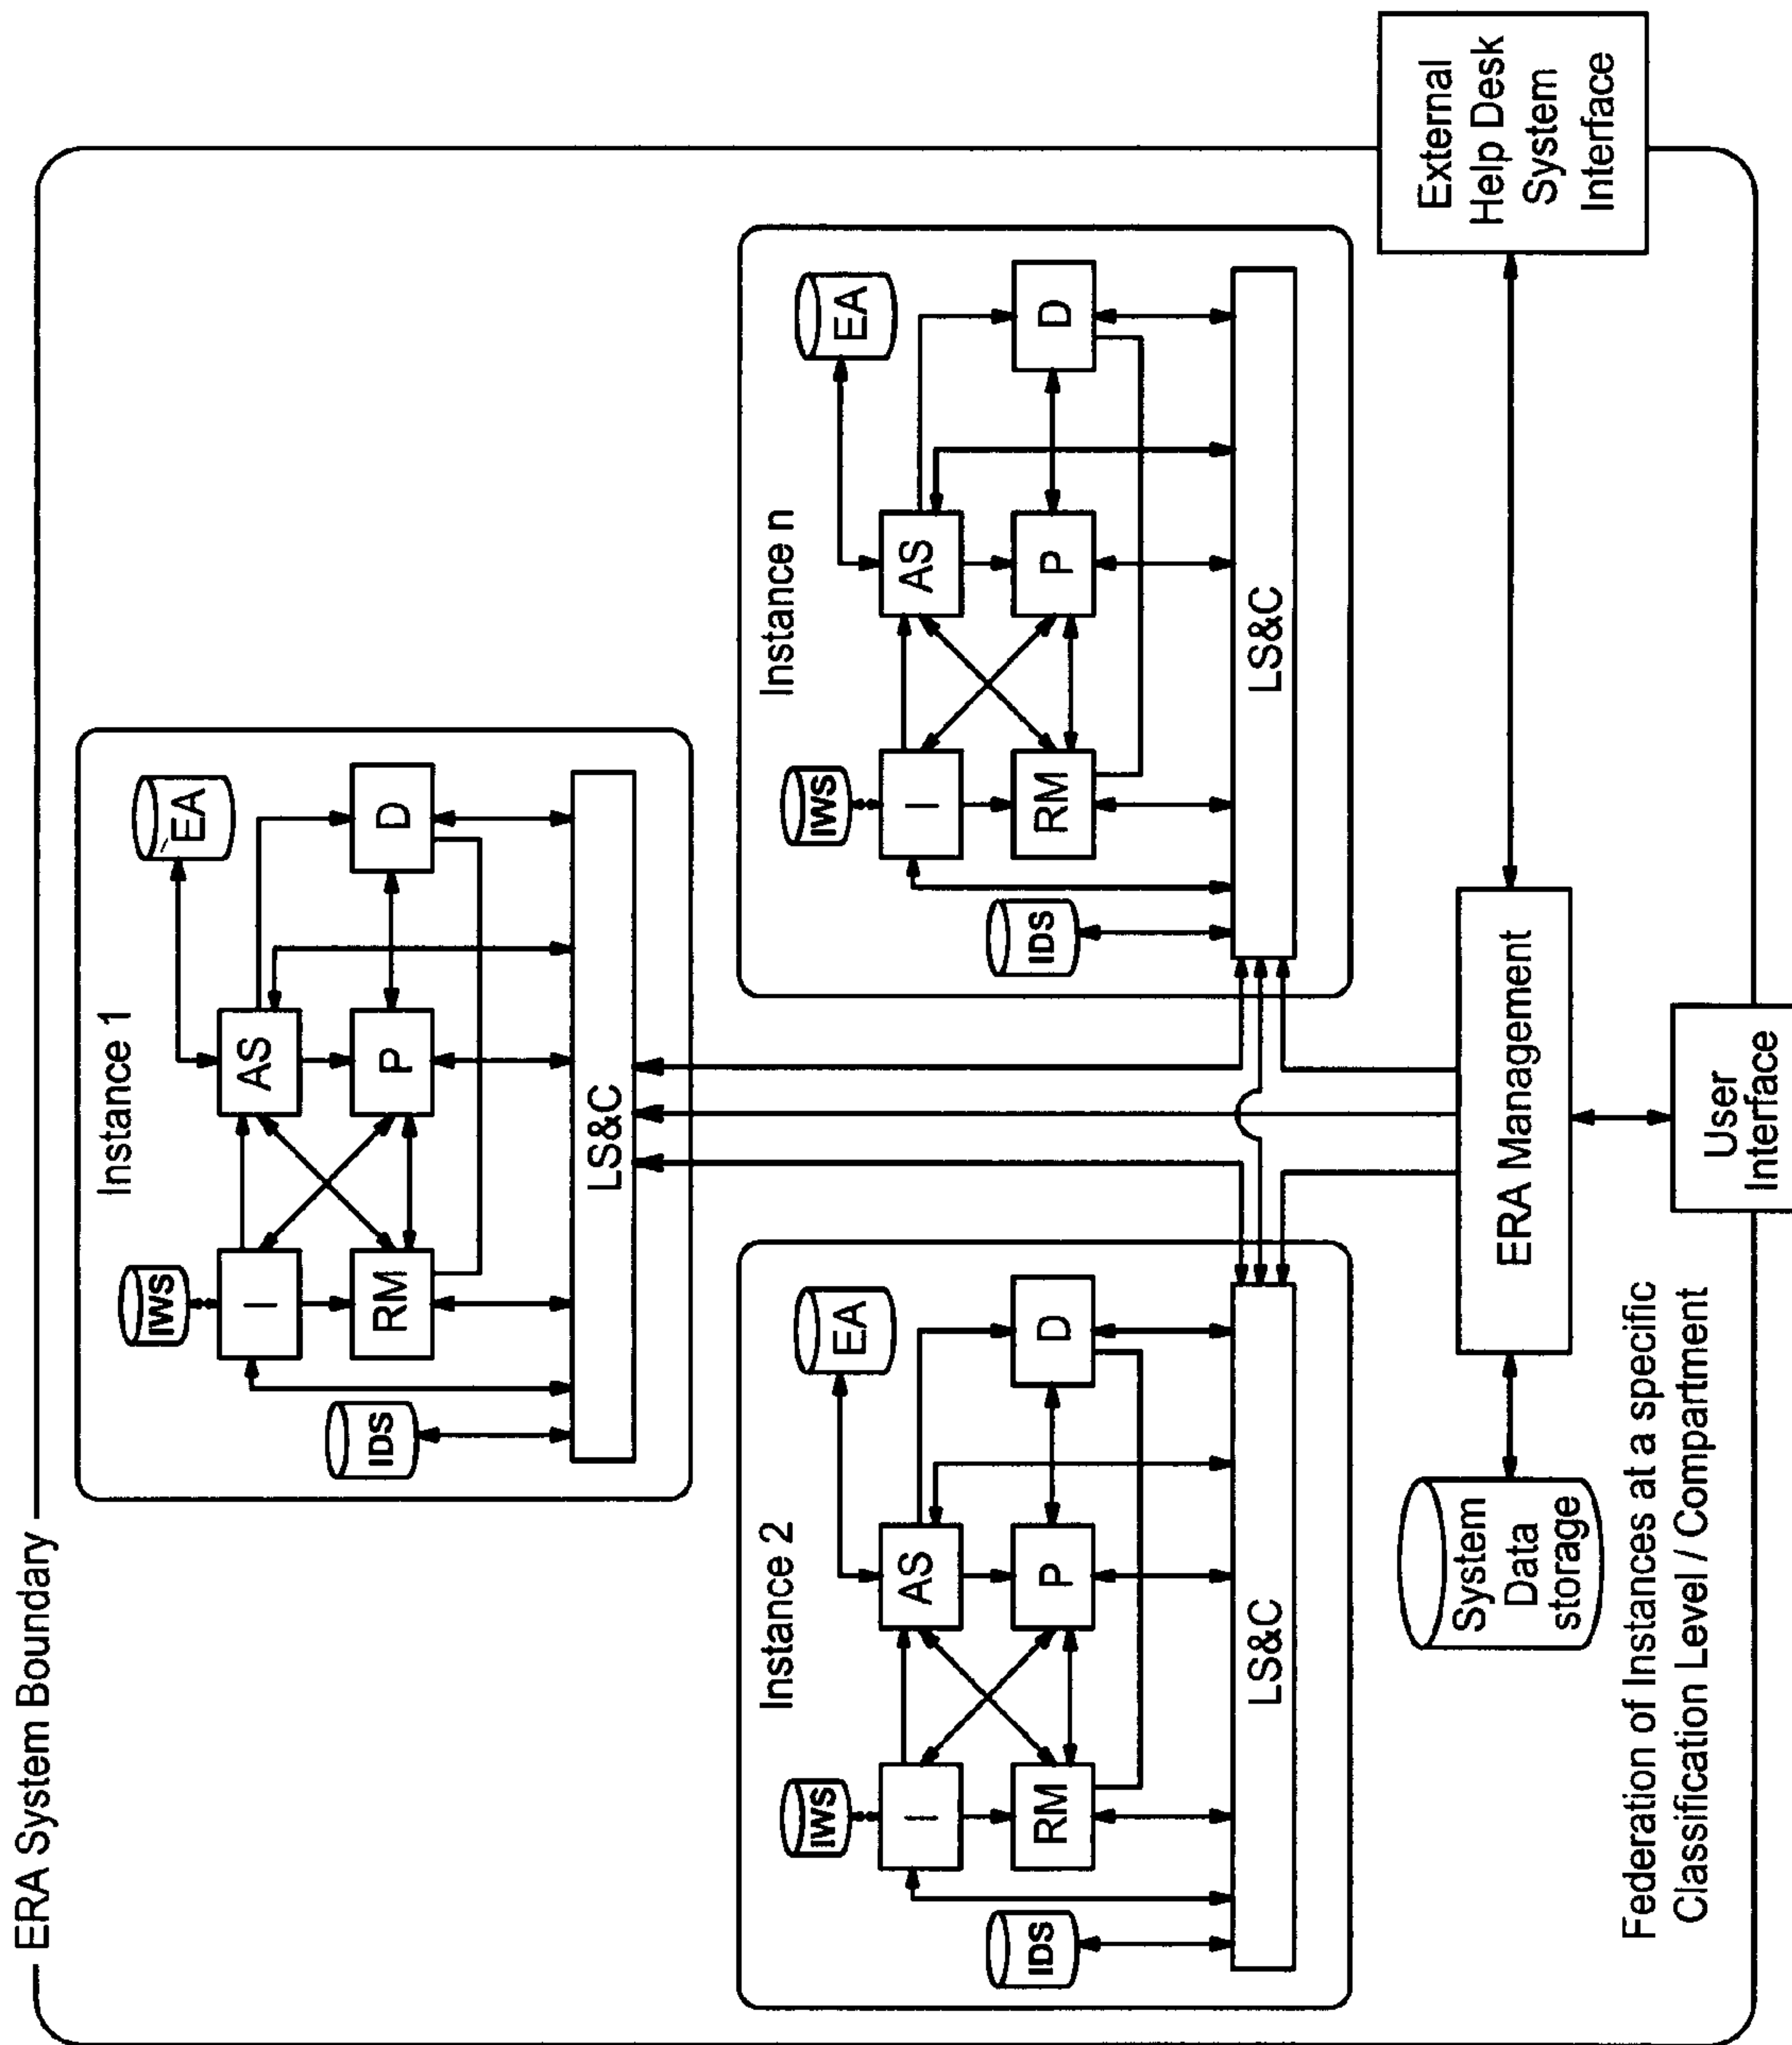 ERA System Boundary
Instance 1
IWS
EA
I
AS
IDS
RM
P
D
LS&C
Instance 2
IWS
EA
I
AS
IDS
RM
P
D
LS&C
Instance n
IWS
EA
I
AS
IDS
RM
P
D
LS&C
System
Data
storage
ERA Management
External
Help Desk
System
Interface
Federation of Instances at a specific
Classification Level / Compartment
User
Interface